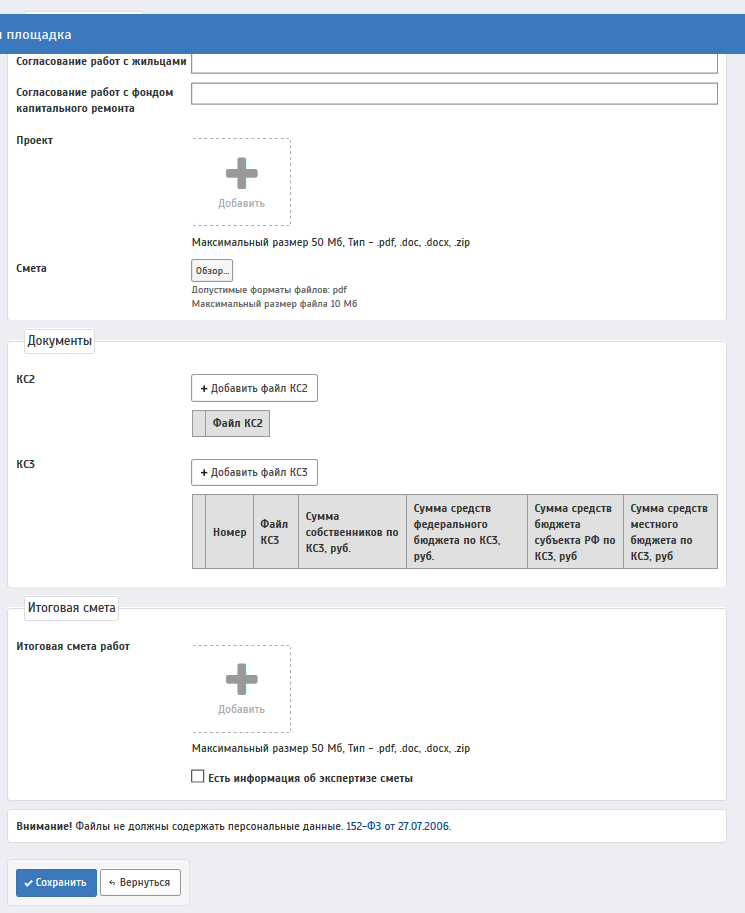 площадка
Согласование работ с жильцами
Согласование работ с фондом
капитального ремонта
Проект
Добавить
Максимальный размер 50 Мб, Тип - .pdf, .doc, .docx, .zip
Смета
Обзор...
Допустимые форматы файлов: pdf
Максимальный размер файла 10 Мб
Документы
КС2
+ Добавить файл КС2
Файл КС2
КС3
+ Добавить файл КС3
Номер
Файл
КС3
Сумма
собственников по
КС3, руб.
Сумма средств
федерального
бюджета по КС3,
руб.
Сумма средств
бюджета
субъекта РФ по
КС3, руб
Сумма средств
местного
бюджета по
КС3, руб
Итоговая смета
Итоговая смета работ
Добавить
Максимальный размер 50 Мб, Тип - .pdf, .doc, .docx, .zip
Есть информация об экспертизе сметы
Внимание! Файлы не должны содержать персональные данные. 152-ФЗ от 27.07.2006.
Сохранить
Вернуться